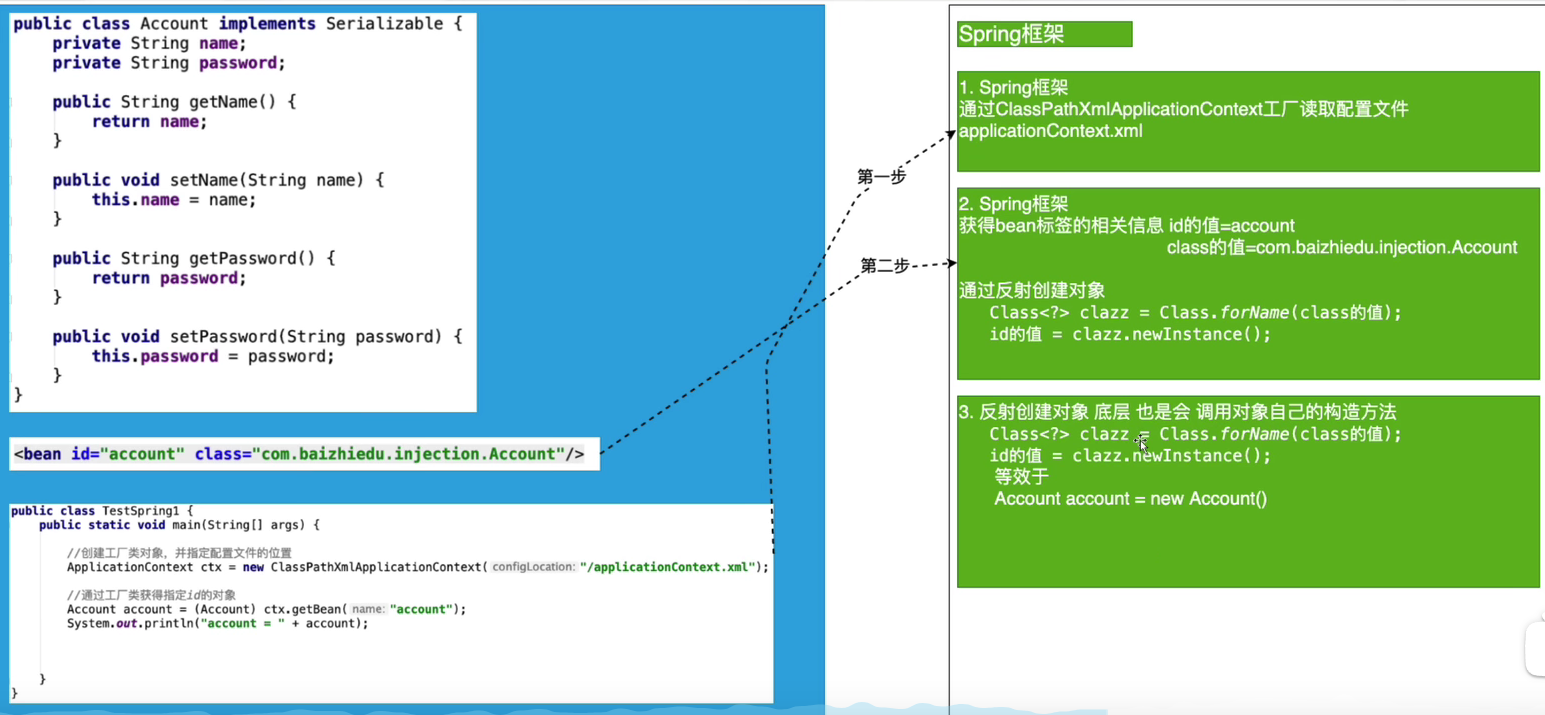 public class Account implements Serializable {
private String name;
private String password;
public String getName() {
return name;
}
public void setName(String name) {
this.name = name;
}
public String getPassword() {
return password;
}
public void setPassword(String password) {
this.password = password;
}
}
<bean id="account" class="com.baizhiedu.injection.Account"/>
public class TestSpring1 {
public static void main(String[] args) {
//创建工厂类对象，并指定配置文件的位置
ApplicationContext ctx = new ClassPathXmlApplicationContext( configLocation: "/applicationContext.xml");
//通过工厂类获得指定id的对象
Account account = (Account) ctx.getBean( name: "account");
System.out.println("account = " + account);
}
}
第一步
第二步
Spring框架
1. Spring框架
通过ClassPathXmlApplicationContext工厂读取配置文件
applicationContext.xml
2. Spring框架
获得bean标签的相关信息 id的值=account
class的值=com.baizhiedu.injection.Account
通过反射创建对象
Class<?> clazz = Class.forName(class的值);
id的值 = clazz.newInstance();
3. 反射创建对象 底层 也是会 调用对象自己的构造方法
Class<?> clazz = Class.forName(class的值);
id的值 = clazz.newInstance();
等效于
Account account = new Account()